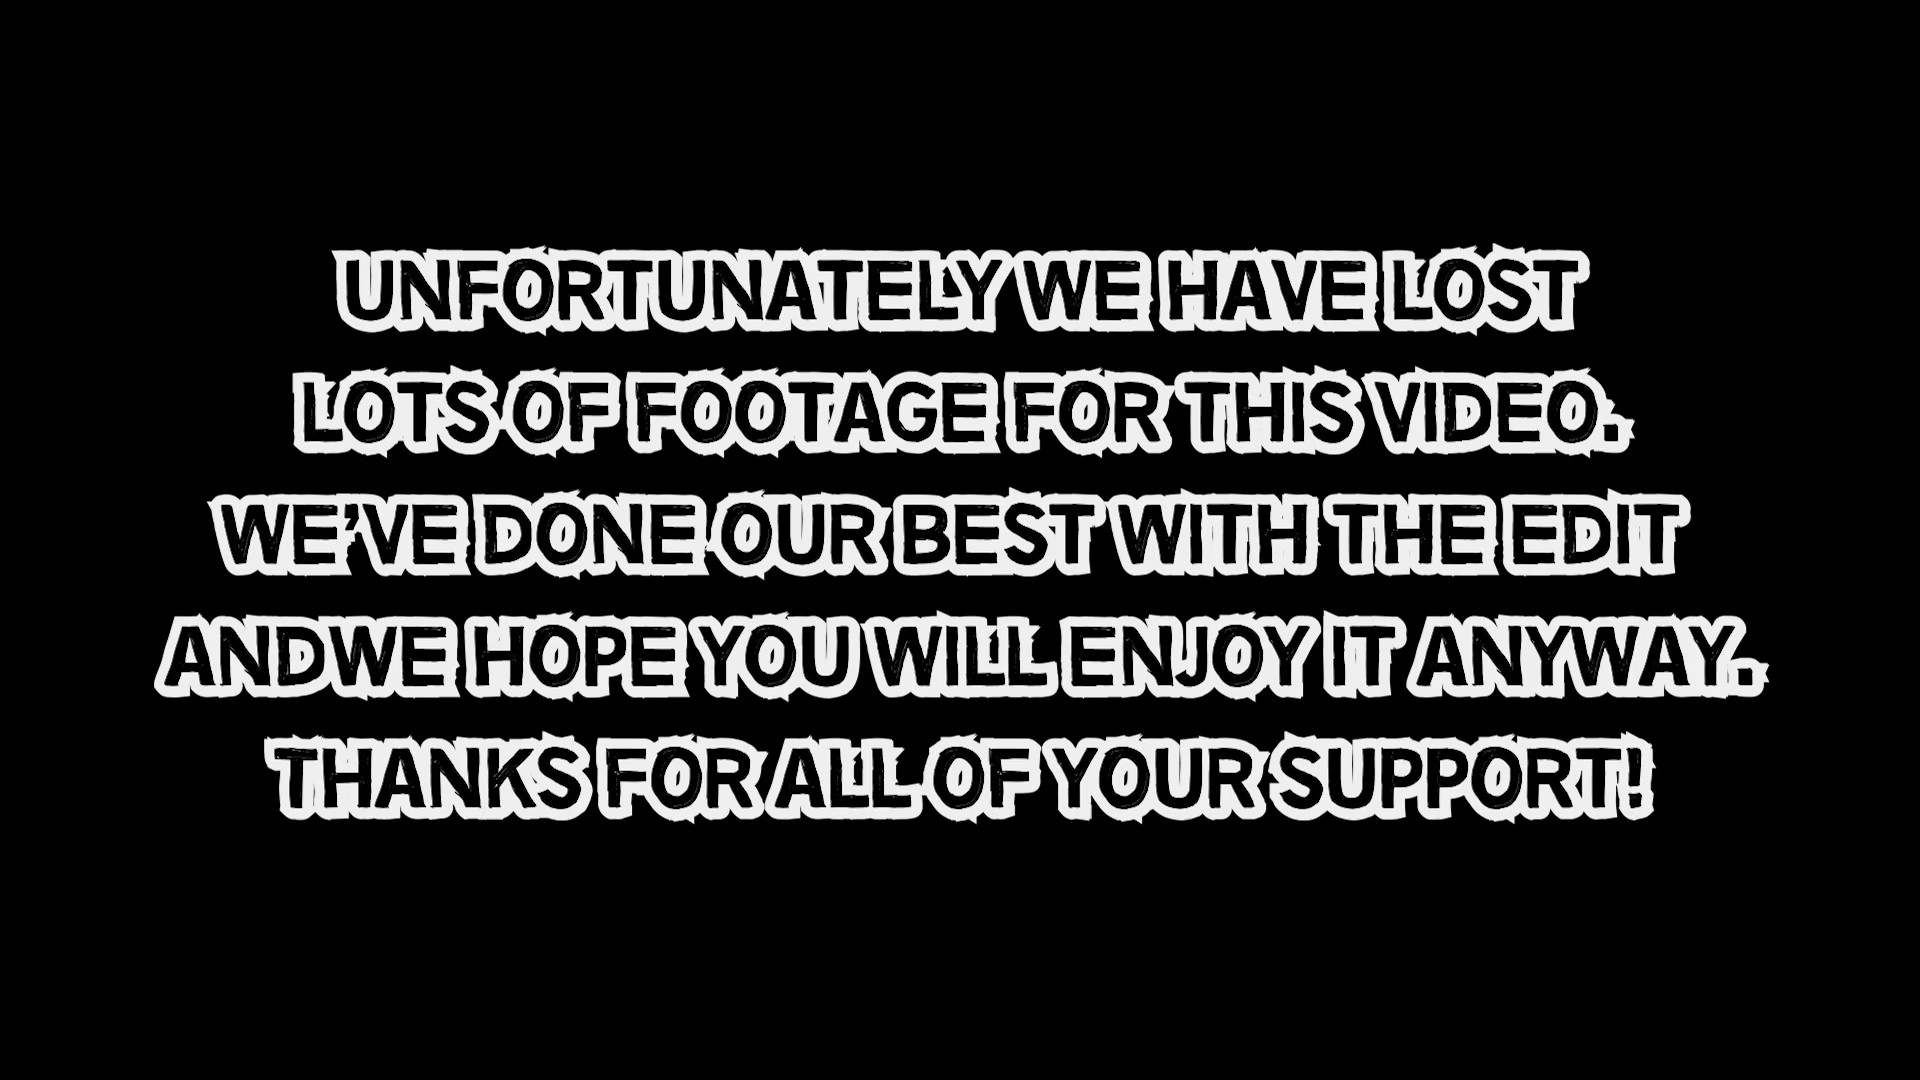 UNFORTUNATELY WE HAVE LOST
LOTS OF FOOTAGE FOR THIS VIDEO.
WE'VE DONE OUR BEST WITH THE EDIT
ANDWE HOPE YOU WILL ENJOY IT ANYWAY.
THANKS FOR ALL OF YOUR SUPPORT!